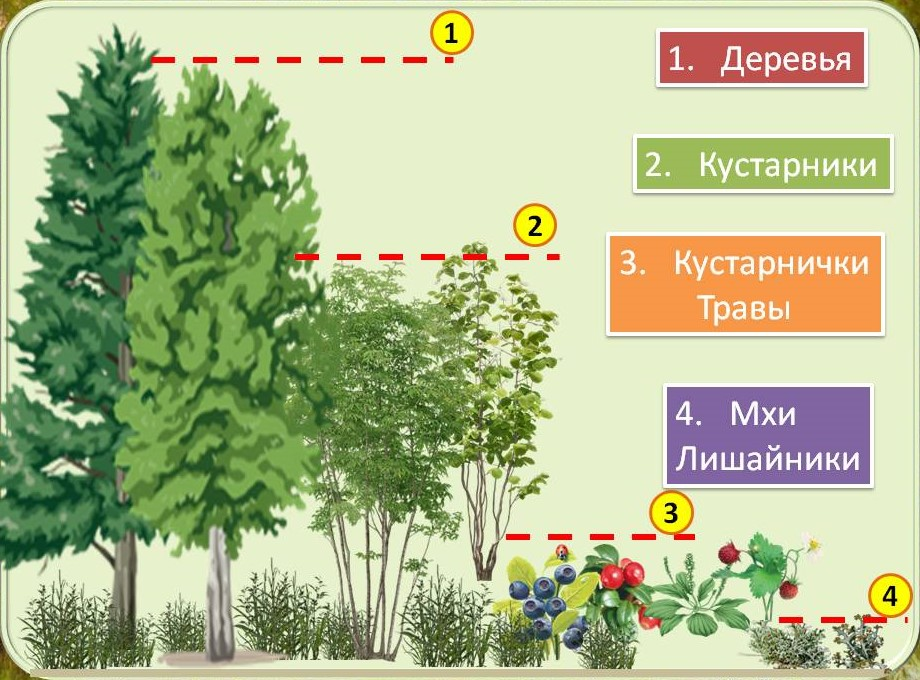 1
1. Деревья
2. Кустарники
2
3. Кустарнички
Травы
4. Мхи
Лишайники
3
4